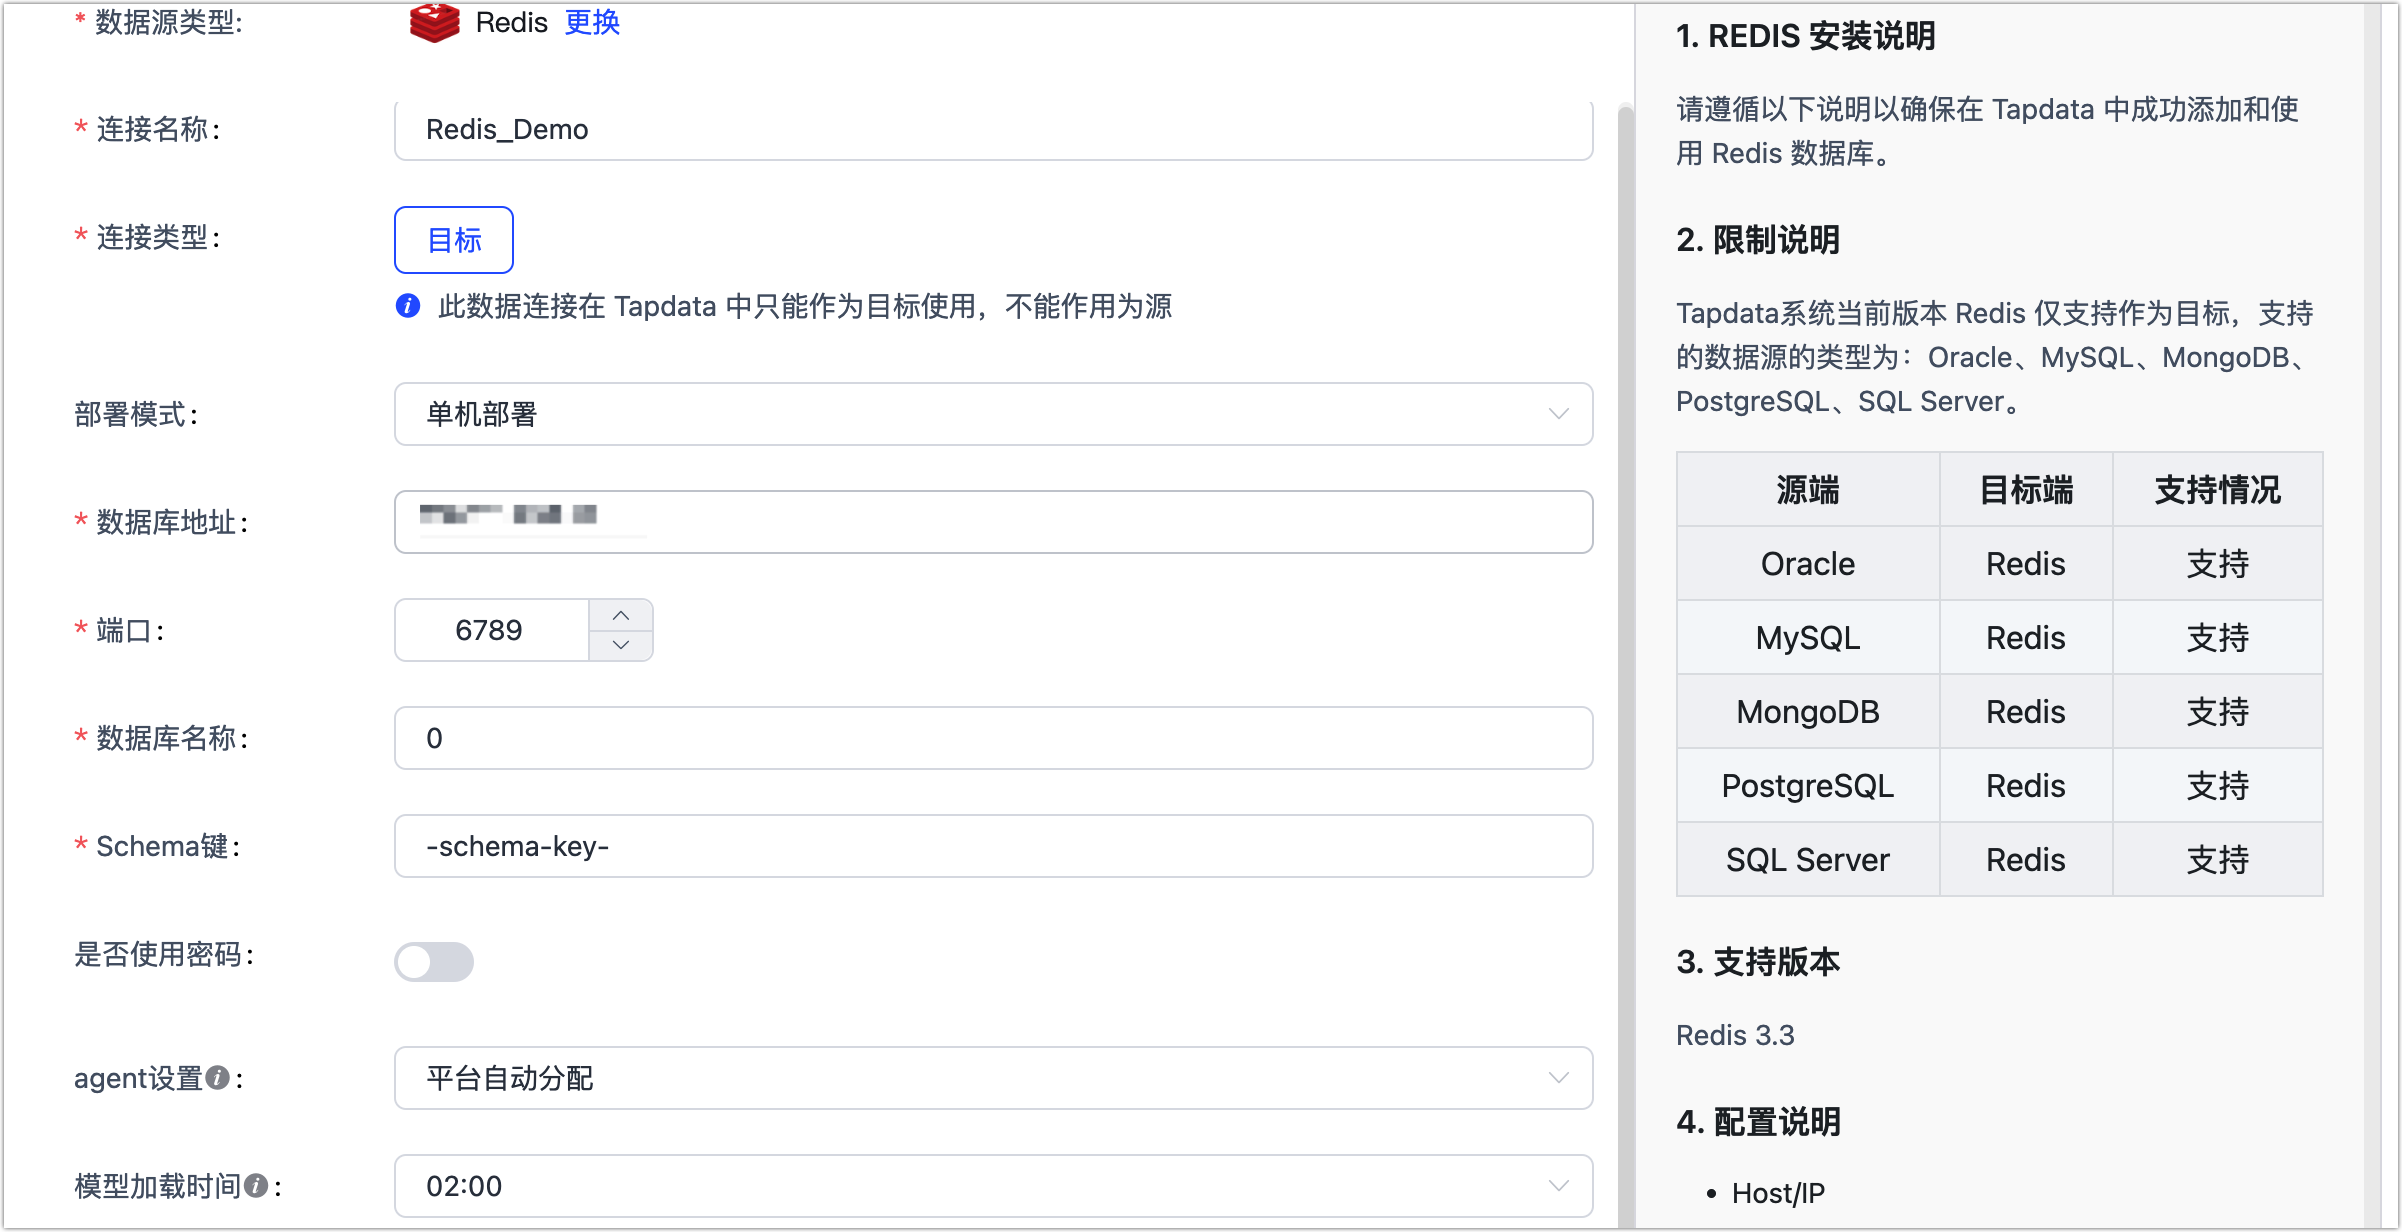 * 数据源类型: Redis 更换
* 连接名称: Redis_Demo
* 连接类型: 目标
此数据连接在 Tapdata 中只能作为目标使用，不能作用为源
部署模式: 单机部署
* 数据库地址:
* 端口: 6789
* 数据库名称: 0
* Schema键: -schema-key-
是否使用密码:
agent设置 : 平台自动分配
模型加载时间 : 02:00
1. REDIS 安装说明
请遵循以下说明以确保在 Tapdata 中成功添加和使
用 Redis 数据库。
2. 限制说明
Tapdata系统当前版本 Redis 仅支持作为目标，支持
的数据源的类型为：Oracle、MySQL、MongoDB、
PostgreSQL、SQL Server。
源端 目标端 支持情况
Oracle Redis 支持
MySQL Redis 支持
MongoDB Redis 支持
PostgreSQL Redis 支持
SQL Server Redis 支持
3. 支持版本
Redis 3.3
4. 配置说明
• Host/IP